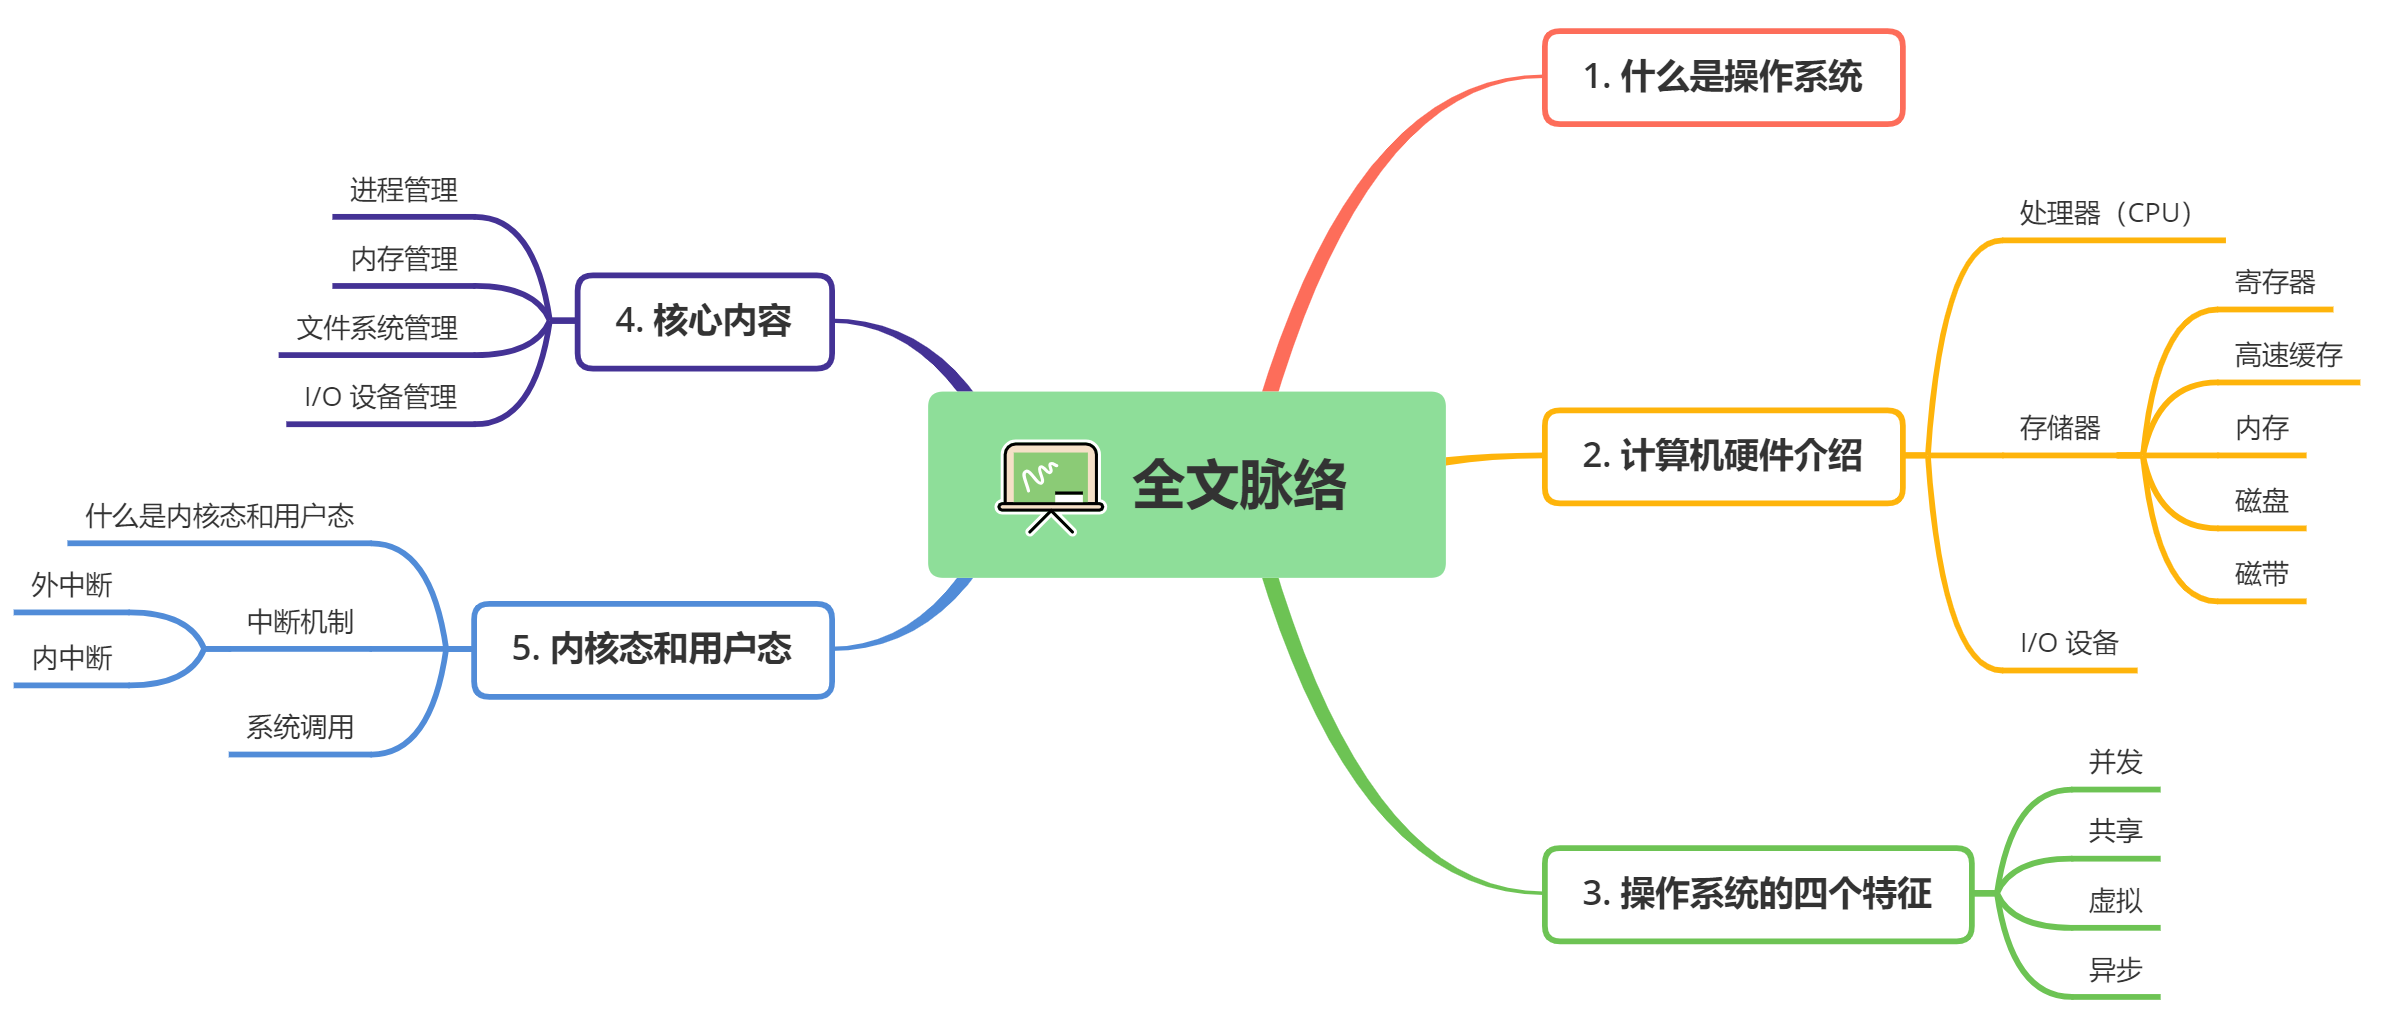 全文脉络
1. 什么是操作系统
2. 计算机硬件介绍
处理器（CPU）
存储器
寄存器
高速缓存
内存
磁盘
磁带
I/O 设备
3. 操作系统的四个特征
并发
共享
虚拟
异步
4. 核心内容
进程管理
内存管理
文件系统管理
I/O 设备管理
5. 内核态和用户态
什么是内核态和用户态
中断机制
外中断
内中断
系统调用